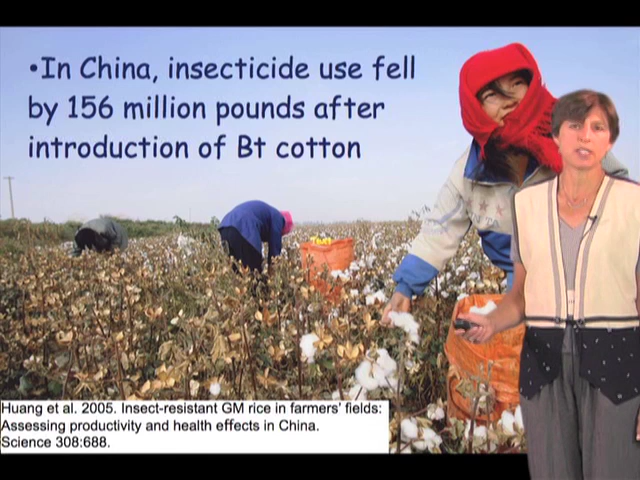 •In China, insecticide use fell
by 156 million pounds after
introduction of Bt cotton
Huang et al. 2005. Insect-resistant GM rice in farmers' fields:
Assessing productivity and health effects in China.
Science 308:688.